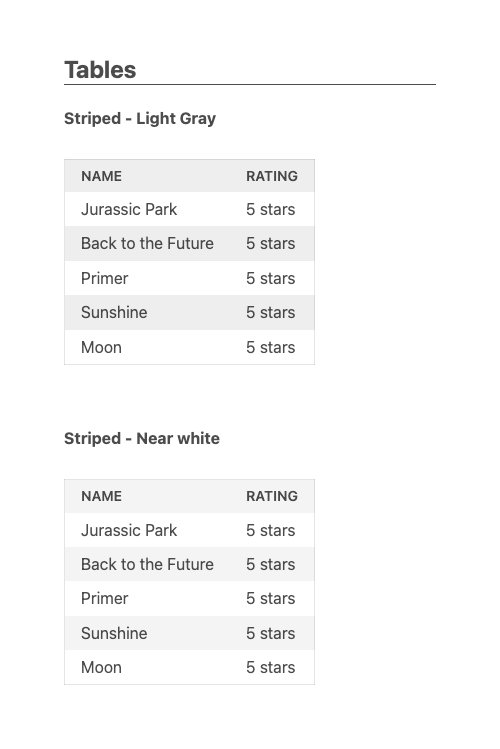 Tables
Striped - Light Gray
NAME RATING
Jurassic Park 5 stars
Back to the Future 5 stars
Primer 5 stars
Sunshine 5 stars
Moon 5 stars
Striped - Near white
NAME RATING
Jurassic Park 5 stars
Back to the Future 5 stars
Primer 5 stars
Sunshine 5 stars
Moon 5 stars